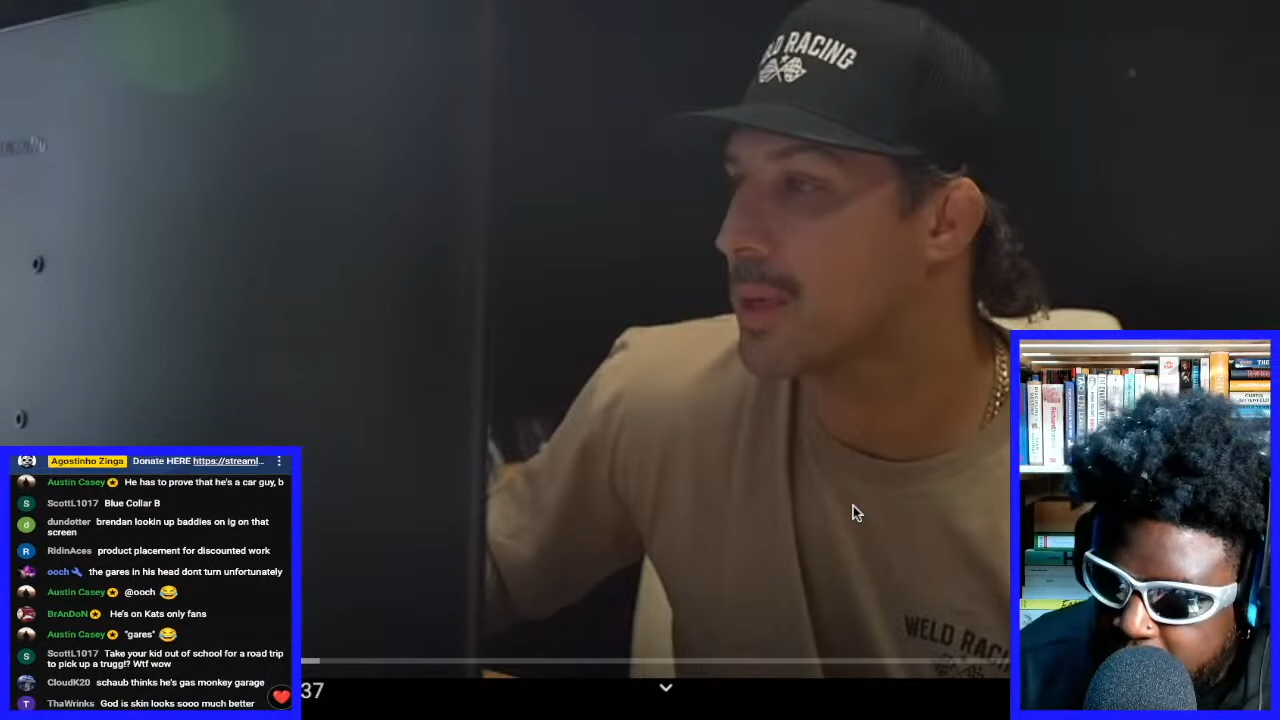 LD RACING
Agostinho Zinga Donate HERE https://streaml...
Austin Casey He has to prove that he's a car guy, b
ScottL1017 Blue Collar B
dundotter brendan lookin up baddies on ig on that
screen
RidinAces product placement for discounted work
ooch the gares in his head dont turn unfortunately
Austin Casey @ooch 😂
BrAnDoN He's on Kats only fans
Austin Casey "gares" 😂
ScottL1017 Take your kid out of school for a road trip
to pick up a trugg!? Wtf wow
CloudK20 schaub thinks he's gas monkey garage
ThaWrinks God is skin looks sooo much better
37
WELD RACIN